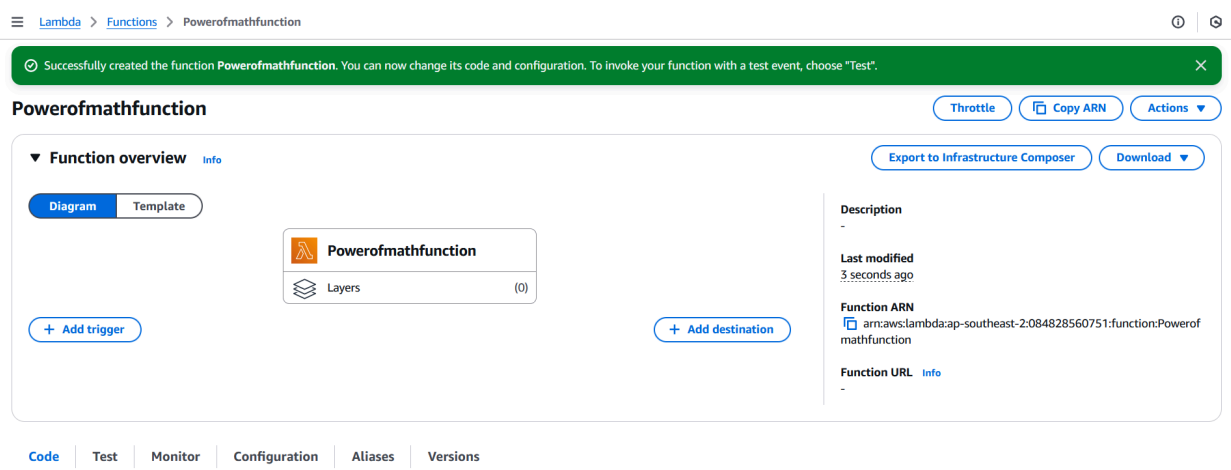 Lambda > Functions > Powerofmathfunction
Successfully created the function Powerofmathfunction. You can now change its code and configuration. To invoke your function with a test event, choose "Test".
Powerofmathfunction
Throttle
Copy ARN
Actions
Function overview Info
Export to Infrastructure Composer
Download
Diagram
Template
Powerofmathfunction
Layers (0)
+ Add trigger
+ Add destination
Description
-
Last modified
3 seconds ago
Function ARN
arn:aws:lambda:ap-southeast-2:084828560751:function:Powerof
mathfunction
Function URL Info
-
Code
Test
Monitor
Configuration
Aliases
Versions